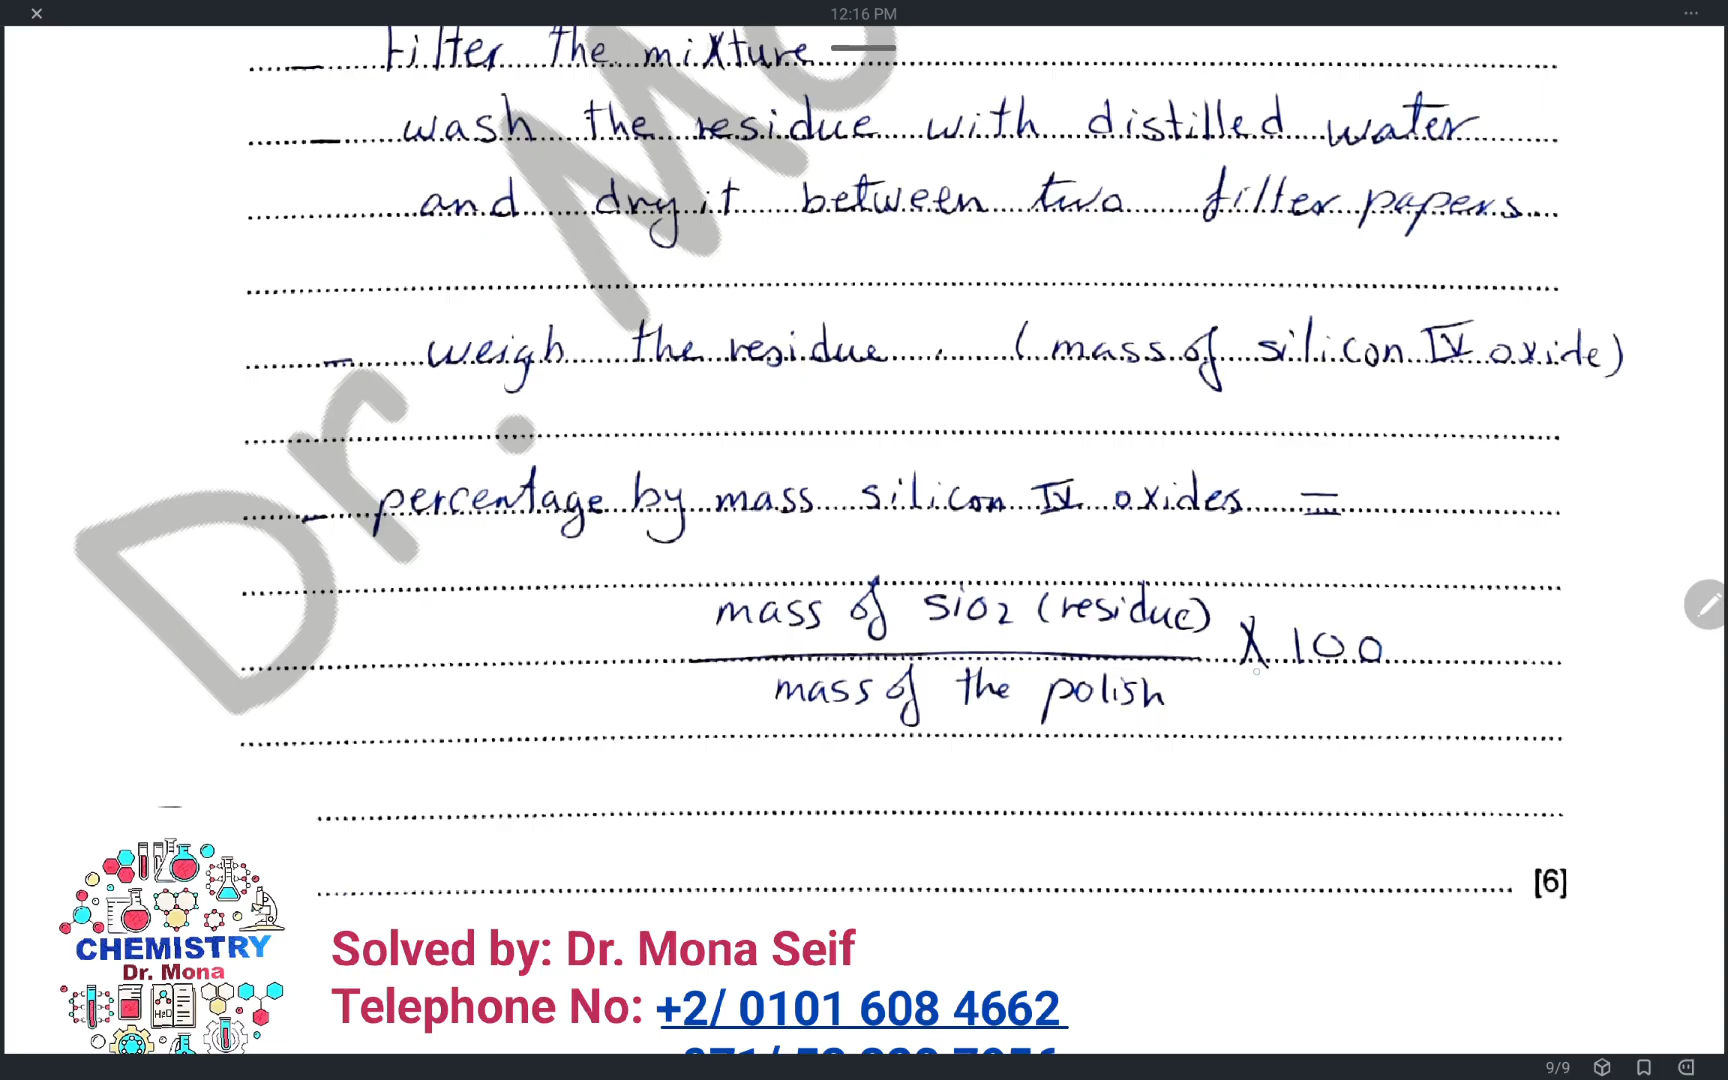 12:16 PM
- Filter the mixture
- wash the residue with distilled water
and dry it between two filter papers
- weigh the residue. (mass of silicon IV oxide)
- percentage by mass silicon IV oxides =
mass of SiO2 (residue)
X 100
mass of the polish
[6]
Dr. Mo
CHEMISTRY
Dr. Mona
H2O
Solved by: Dr. Mona Seif
Telephone No: +2/ 0101 608 4662
9/9